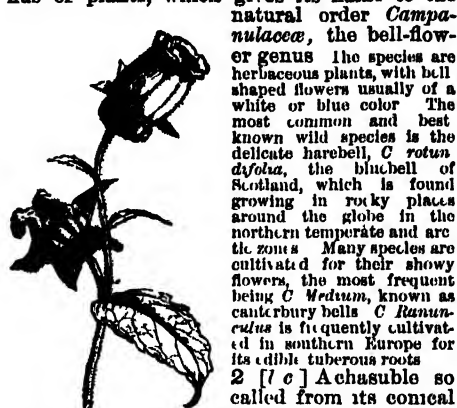 natural order Campa-
nulaceæ, the bell-flow-
er genus The species are
herbaceous plants, with bell
shaped flowers usually of a
white or blue color The
most common and best
known wild species is the
delicate harebell, C rotun
difolia, the bluebell of
Scotland, which is found
growing in rocky places
around the globe in the
northern temperate and arc
tic zones Many species are
cultivated for their showy
flowers, the most frequent
being C Medium, known as
canterbury bells C Ranun-
culus is frequently cultivat-
ed in southern Europe for
its edible tuberous roots
2 [l c] A chasuble so
called from its conical